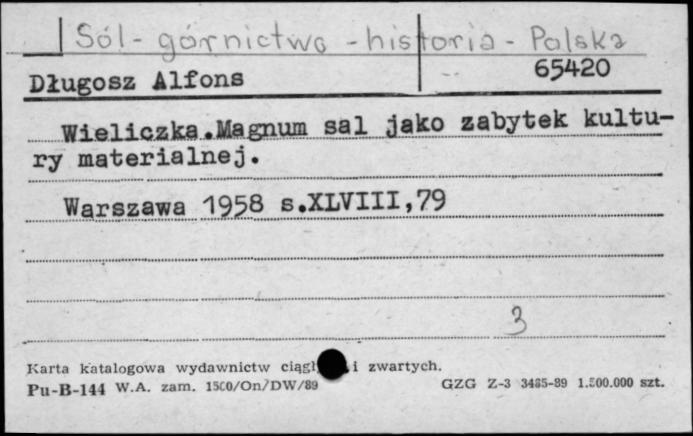 Sól - górnictwo - historia - Polska
Długosz Alfons 65420
Wieliczka.Magnum sal jako zabytek kultu-
ry materialnej.
Warszawa 1958 s.XLVIII,79
3
Karta katalogowa wydawnictw i zwartych.
Pu-B-144 W.A. zam. 1500/On/DW/89 GZG Z-3 3485-89 1.500.000 szt.